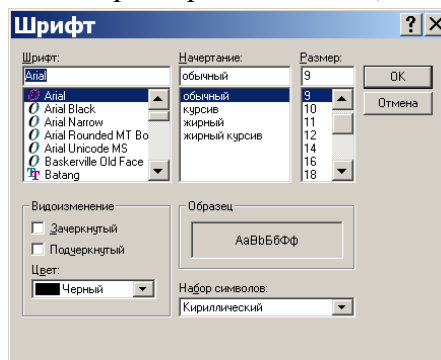 Шрифт
Шрифт:
Начертание:
Размер:
Arial
обычный
9
OK
Arial
Arial Black
Arial Narrow
Arial Rounded MT Bo
Arial Unicode MS
Baskerville Old Face
Batang
обычный
курсив
жирный
жирный курсив
9
10
11
12
14
16
18
Отмена
Видоизменение
Зачеркнутый
Подчеркнутый
Цвет:
Черный
Образец
АаВbБбФф
Набор символов:
Кириллический